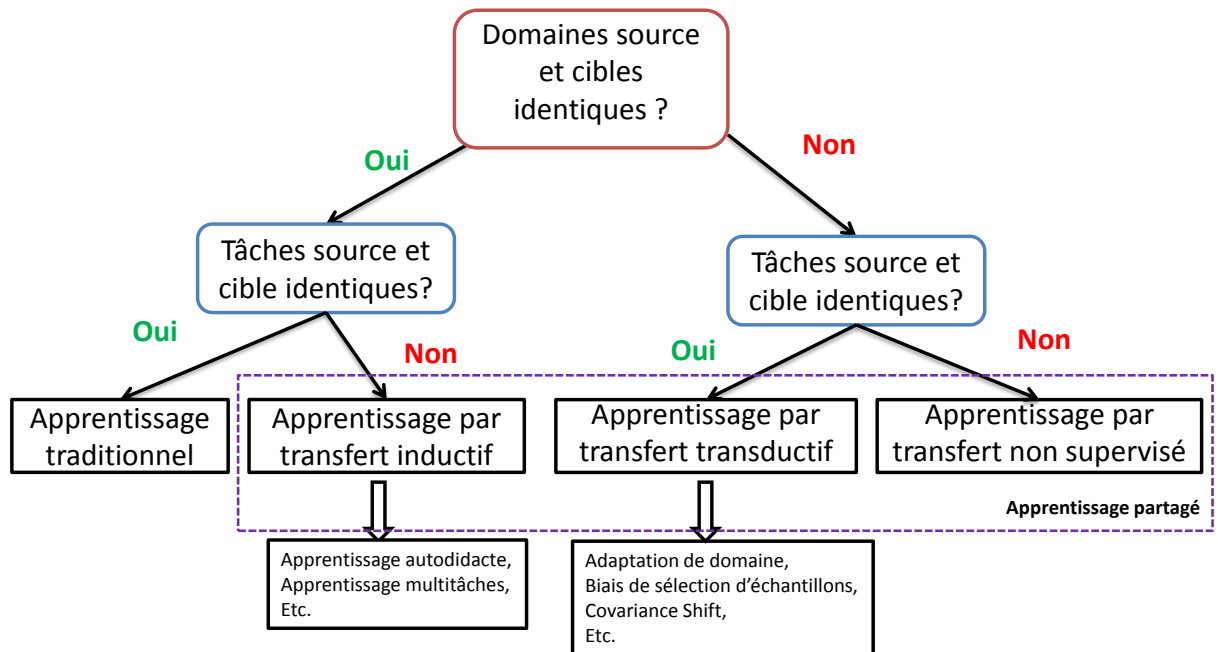 Domaines source
et cibles
identiques ?
Oui
Non
Tâches source et
cible identiques?
Tâches source et
cible identiques?
Oui
Non
Oui
Non
Apprentissage
traditionnel
Apprentissage par
transfert inductif
Apprentissage par
transfert transductif
Apprentissage par
transfert non supervisé
Apprentissage partagé
Apprentissage autodidacte,
Apprentissage multitâches,
Etc.
Adaptation de domaine,
Biais de sélection d’échantillons,
Covariance Shift,
Etc.